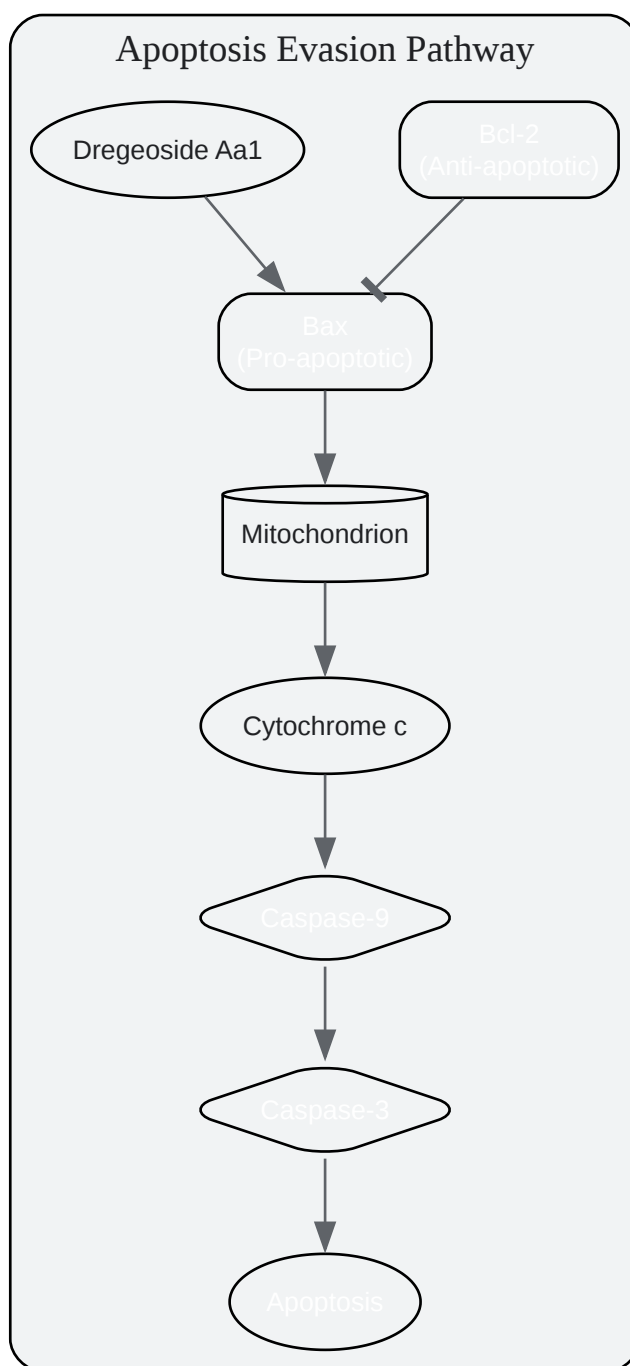 Apoptosis Evasion Pathway
Dregeoside Aa1
Bcl-2
(Anti-apoptotic)
Bax
(Pro-apoptotic)
Mitochondrion
Cytochrome c
Caspase-9
Caspase-3
Apoptosis